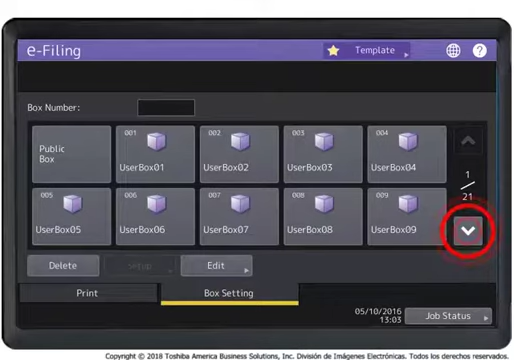 e-Filing
Template
?
Box Number:
Public
Box
001
UserBox01
002
UserBox02
003
UserBox03
004
UserBox04
1
21
005
UserBox05
006
UserBox06
007
UserBox07
008
UserBox08
009
UserBox09
Delete
Setup
Edit
Print
Box Setting
05/10/2016
13:03
Job Status
Copyright © 2018 Toshiba America Business Solutions, Inc. División de Imágenes Electrónicas. Todos los derechos reservados.